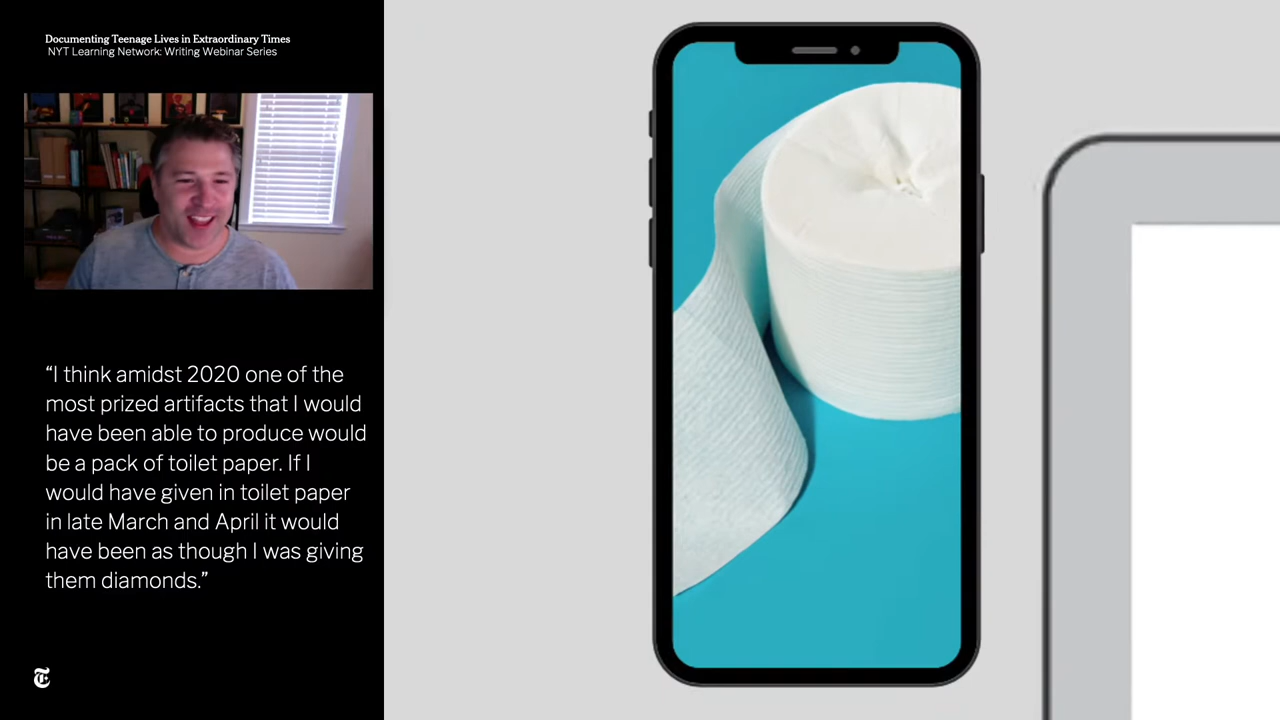 Documenting Teenage Lives in Extraordinary Times
NYT Learning Network: Writing Webinar Series
“I think amidst 2020 one of the
most prized artifacts that I would
have been able to produce would
be a pack of toilet paper. If I
would have given in toilet paper
in late March and April it would
have been as though I was giving
them diamonds.”